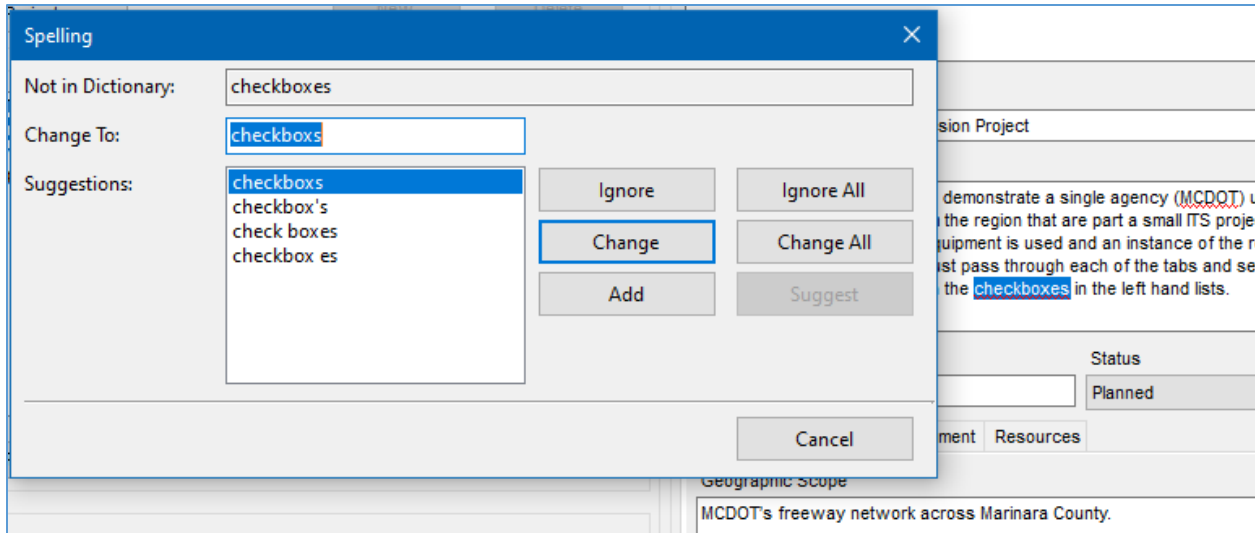 New Delete
Spelling
Not in Dictionary: checkboxes
Change To: checkboxs
Suggestions:
checkboxs
checkbox's
check boxes
checkbox es
Ignore Ignore All
Change Change All
Add Suggest
Cancel
sion Project
demonstrate a single agency (MCDOT) u
the region that are part a small ITS proje
quipment is used and an instance of the r
ust pass through each of the tabs and se
the checkboxes in the left hand lists.
Status
Planned
ment Resources
Geographic Scope
MCDOT's freeway network across Marinara County.